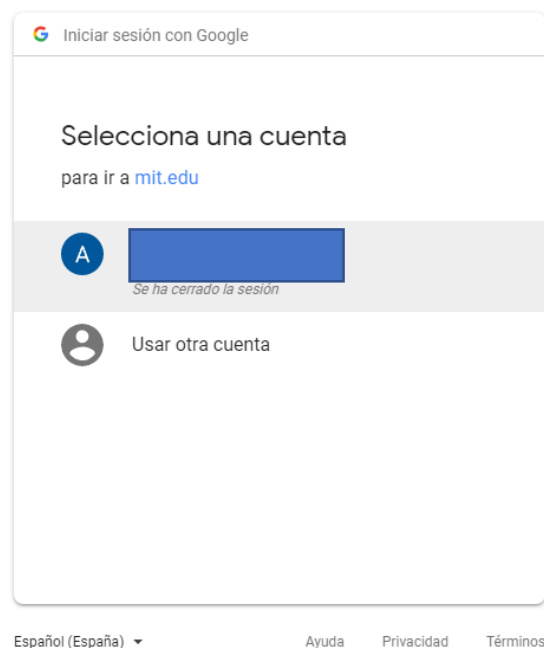 Iniciar sesión con Google
Selecciona una cuenta
para ir a mit.edu
A
Se ha cerrado la sesión
Usar otra cuenta
Español (España)
Ayuda Privacidad Términos